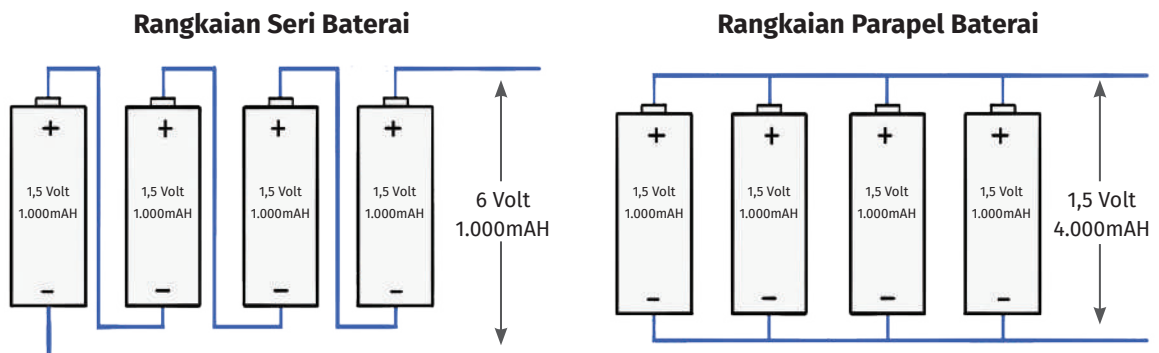 Rangkaian Seri Baterai
+
1,5 Volt
1.000mAH
-
+
1,5 Volt
1.000mAH
-
+
1,5 Volt
1.000mAH
-
+
1,5 Volt
1.000mAH
-
6 Volt
1.000mAH
Rangkaian Parapel Baterai
+
1,5 Volt
1.000mAH
-
+
1,5 Volt
1.000mAH
-
+
1,5 Volt
1.000mAH
-
+
1,5 Volt
1.000mAH
-
1,5 Volt
4.000mAH